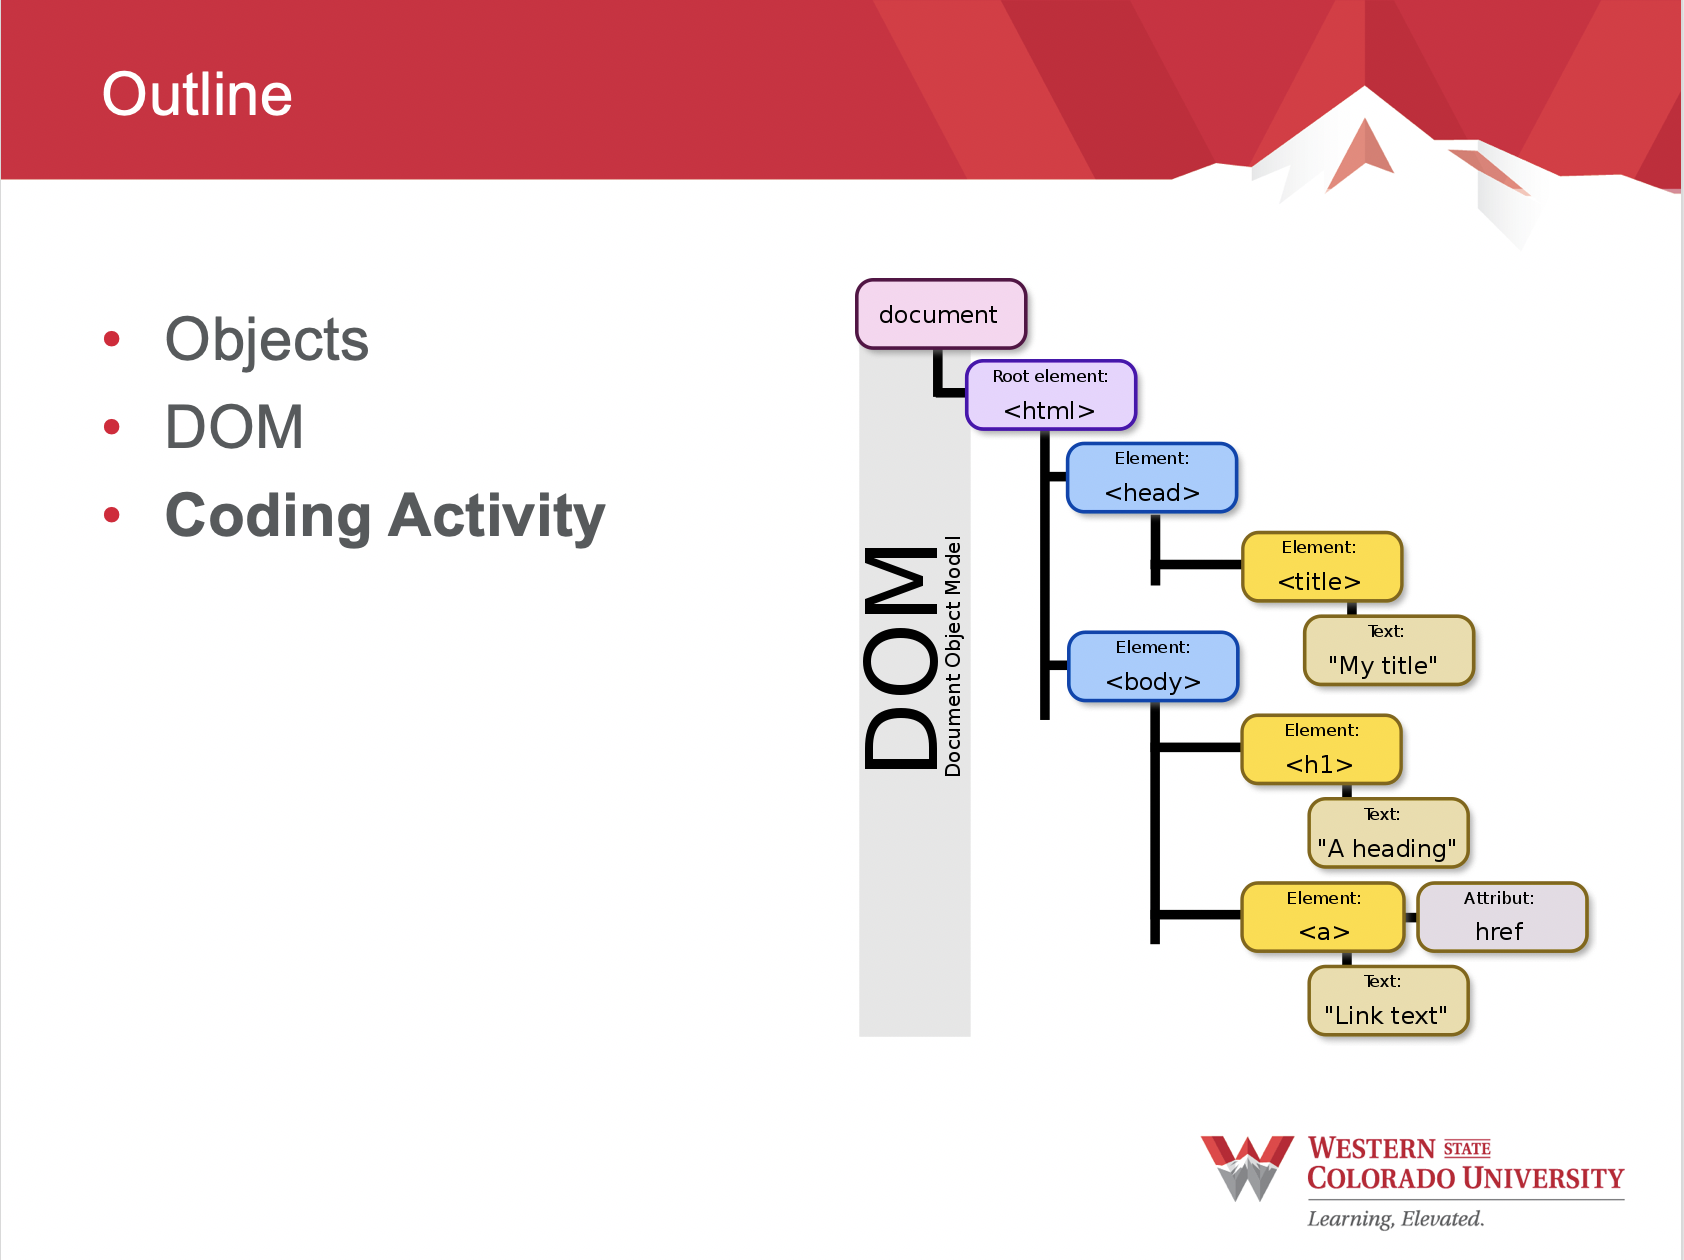 Outline
Objects
DOM
Coding Activity
DOM
Document Object Model
document
Root element:
<html>
Element:
<head>
Element:
<title>
Text:
"My title"
Element:
<body>
Element:
<h1>
Text:
"A heading"
Element:
<a>
Attribut:
href
Text:
"Link text"
WESTERN STATE
COLORADO UNIVERSITY
Learning, Elevated.